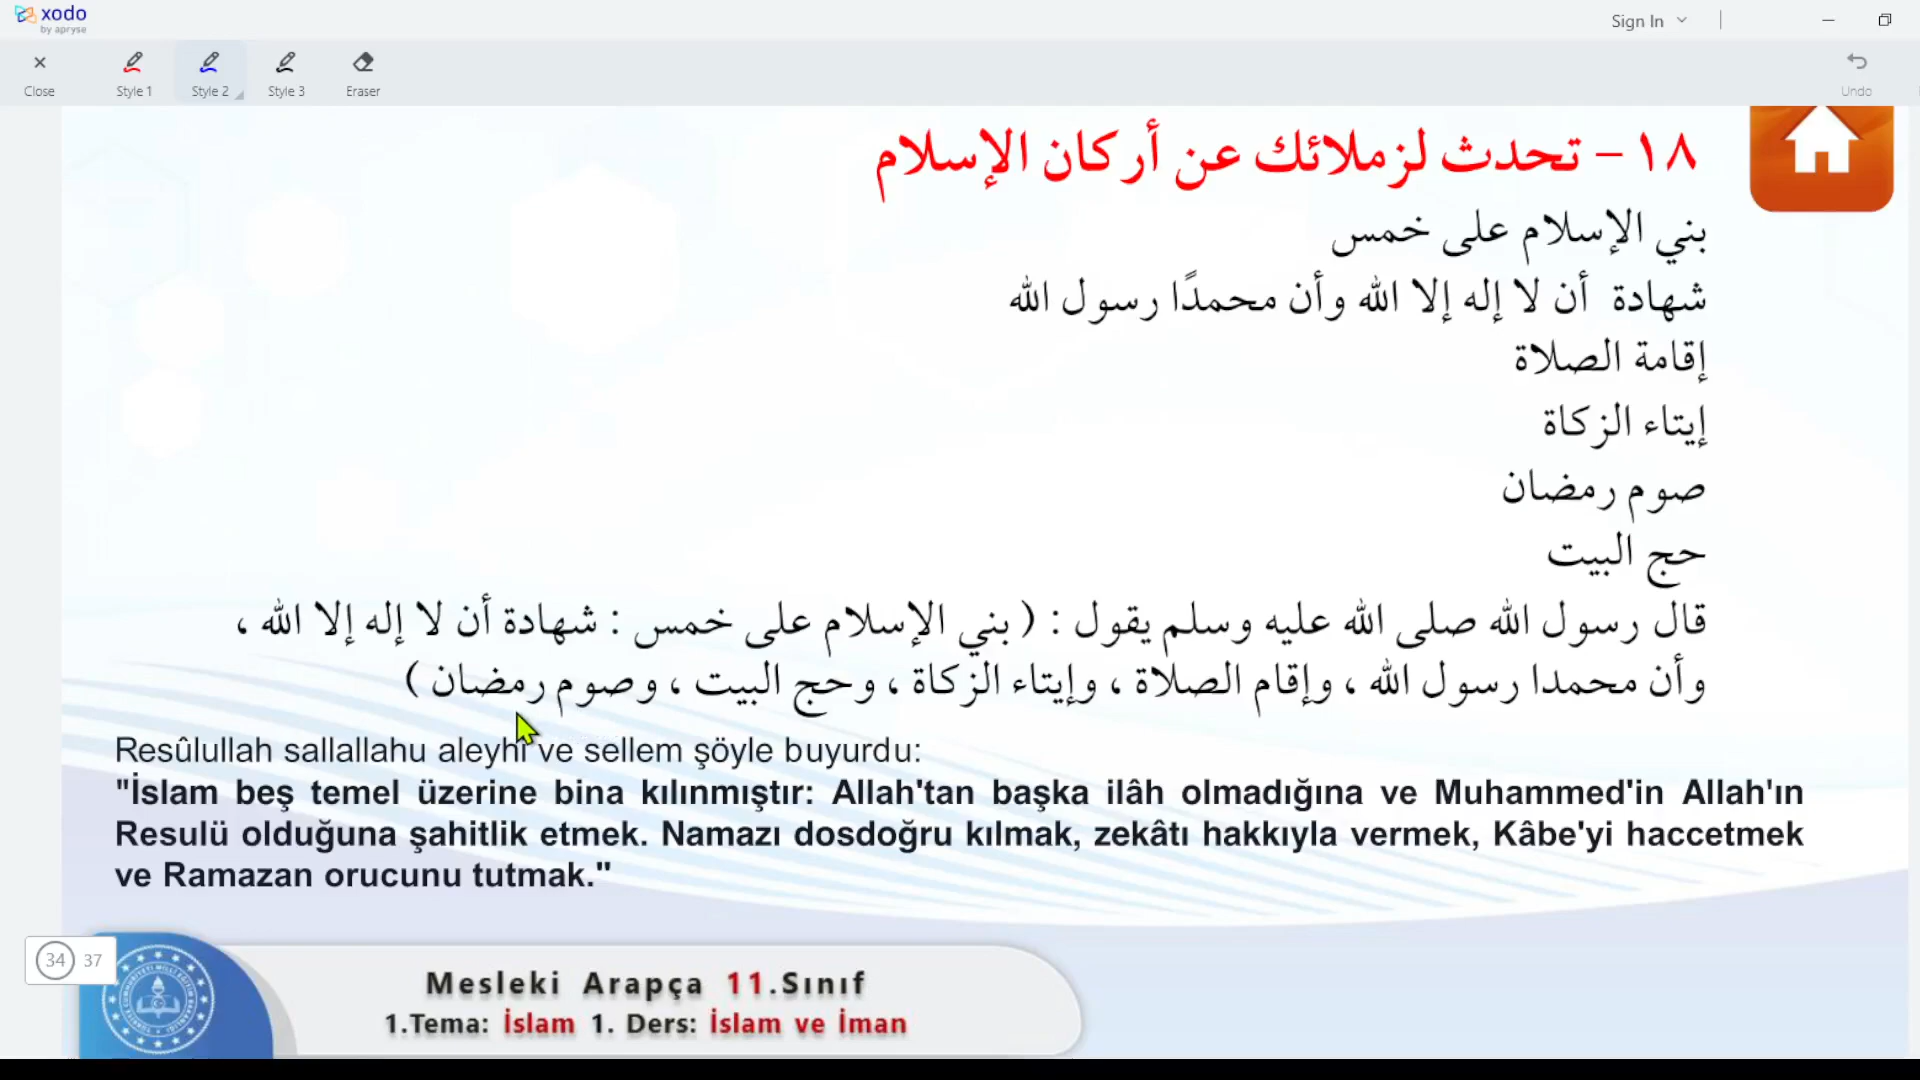 xodo
by apryse
Sign In
Close
Style 1
Style 2
Style 3
Eraser
Undo
١٨ – تحدث لزملائك عن أركان الإسلام
بني الإسلام على خمس
شهادة أن لا إله إلا الله وأن محمدًا رسول الله
إقامة الصلاة
إيتاء الزكاة
صوم رمضان
حج البيت
قال رسول الله صلى الله عليه وسلم يقول : ( بني الإسلام على خمس : شهادة أن لا إله إلا الله ،
وأن محمدا رسول الله ، وإقام الصلاة ، وإيتاء الزكاة ، وحج البيت ، وصوم رمضان )
Resûlullah sallallahu aleyhi ve sellem şöyle buyurdu:
"İslam beş temel üzerine bina kılınmıştır: Allah'tan başka ilâh olmadığına ve Muhammed'in Allah'ın
Resulü olduğuna şahitlik etmek. Namazı dosdoğru kılmak, zekâtı hakkıyla vermek, Kâbe'yi haccetmek
ve Ramazan orucunu tutmak."
34 37
Mesleki Arapça 11.Sınıf
1.Tema: İslam 1. Ders: İslam ve İman